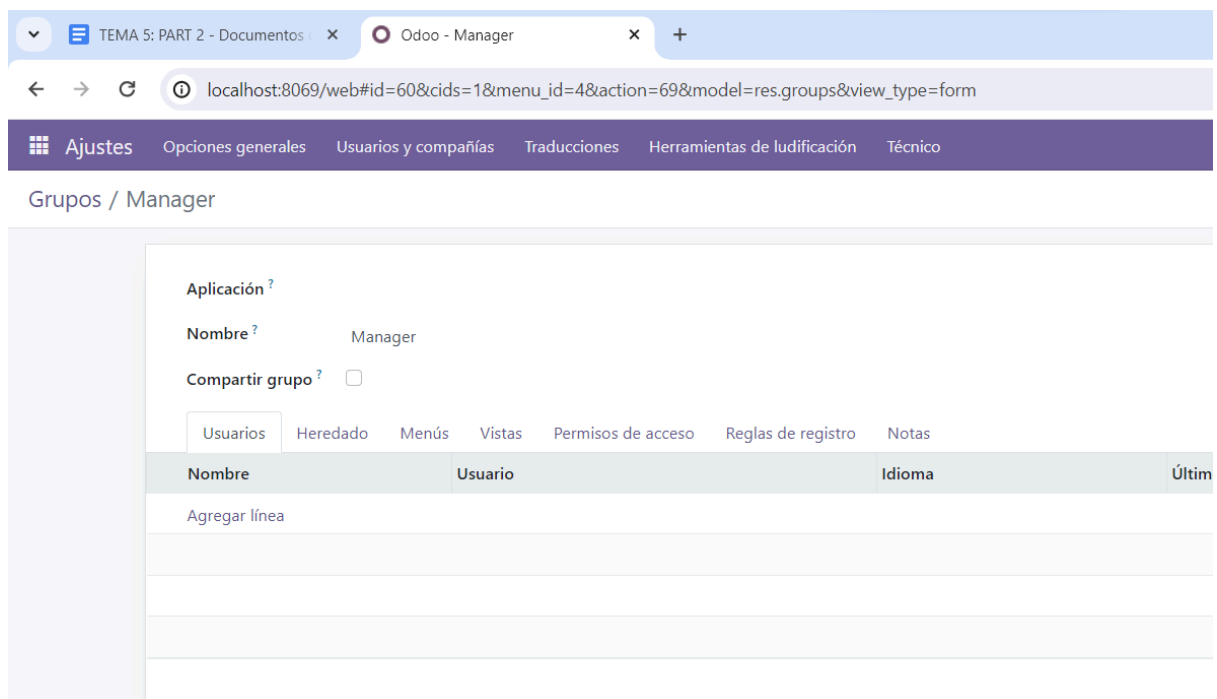 TEMA 5: PART 2 - Documentos
Odoo - Manager
localhost:8069/web#id=60&cids=1&menu_id=4&action=69&model=res.groups&view_type=form
Ajustes Opciones generales Usuarios y compañías Traducciones Herramientas de ludificación Técnico
Grupos / Manager
Aplicación ?
Nombre ? Manager
Compartir grupo ?
Usuarios Heredado Menús Vistas Permisos de acceso Reglas de registro Notas
Nombre Usuario Idioma Últim
Agregar línea